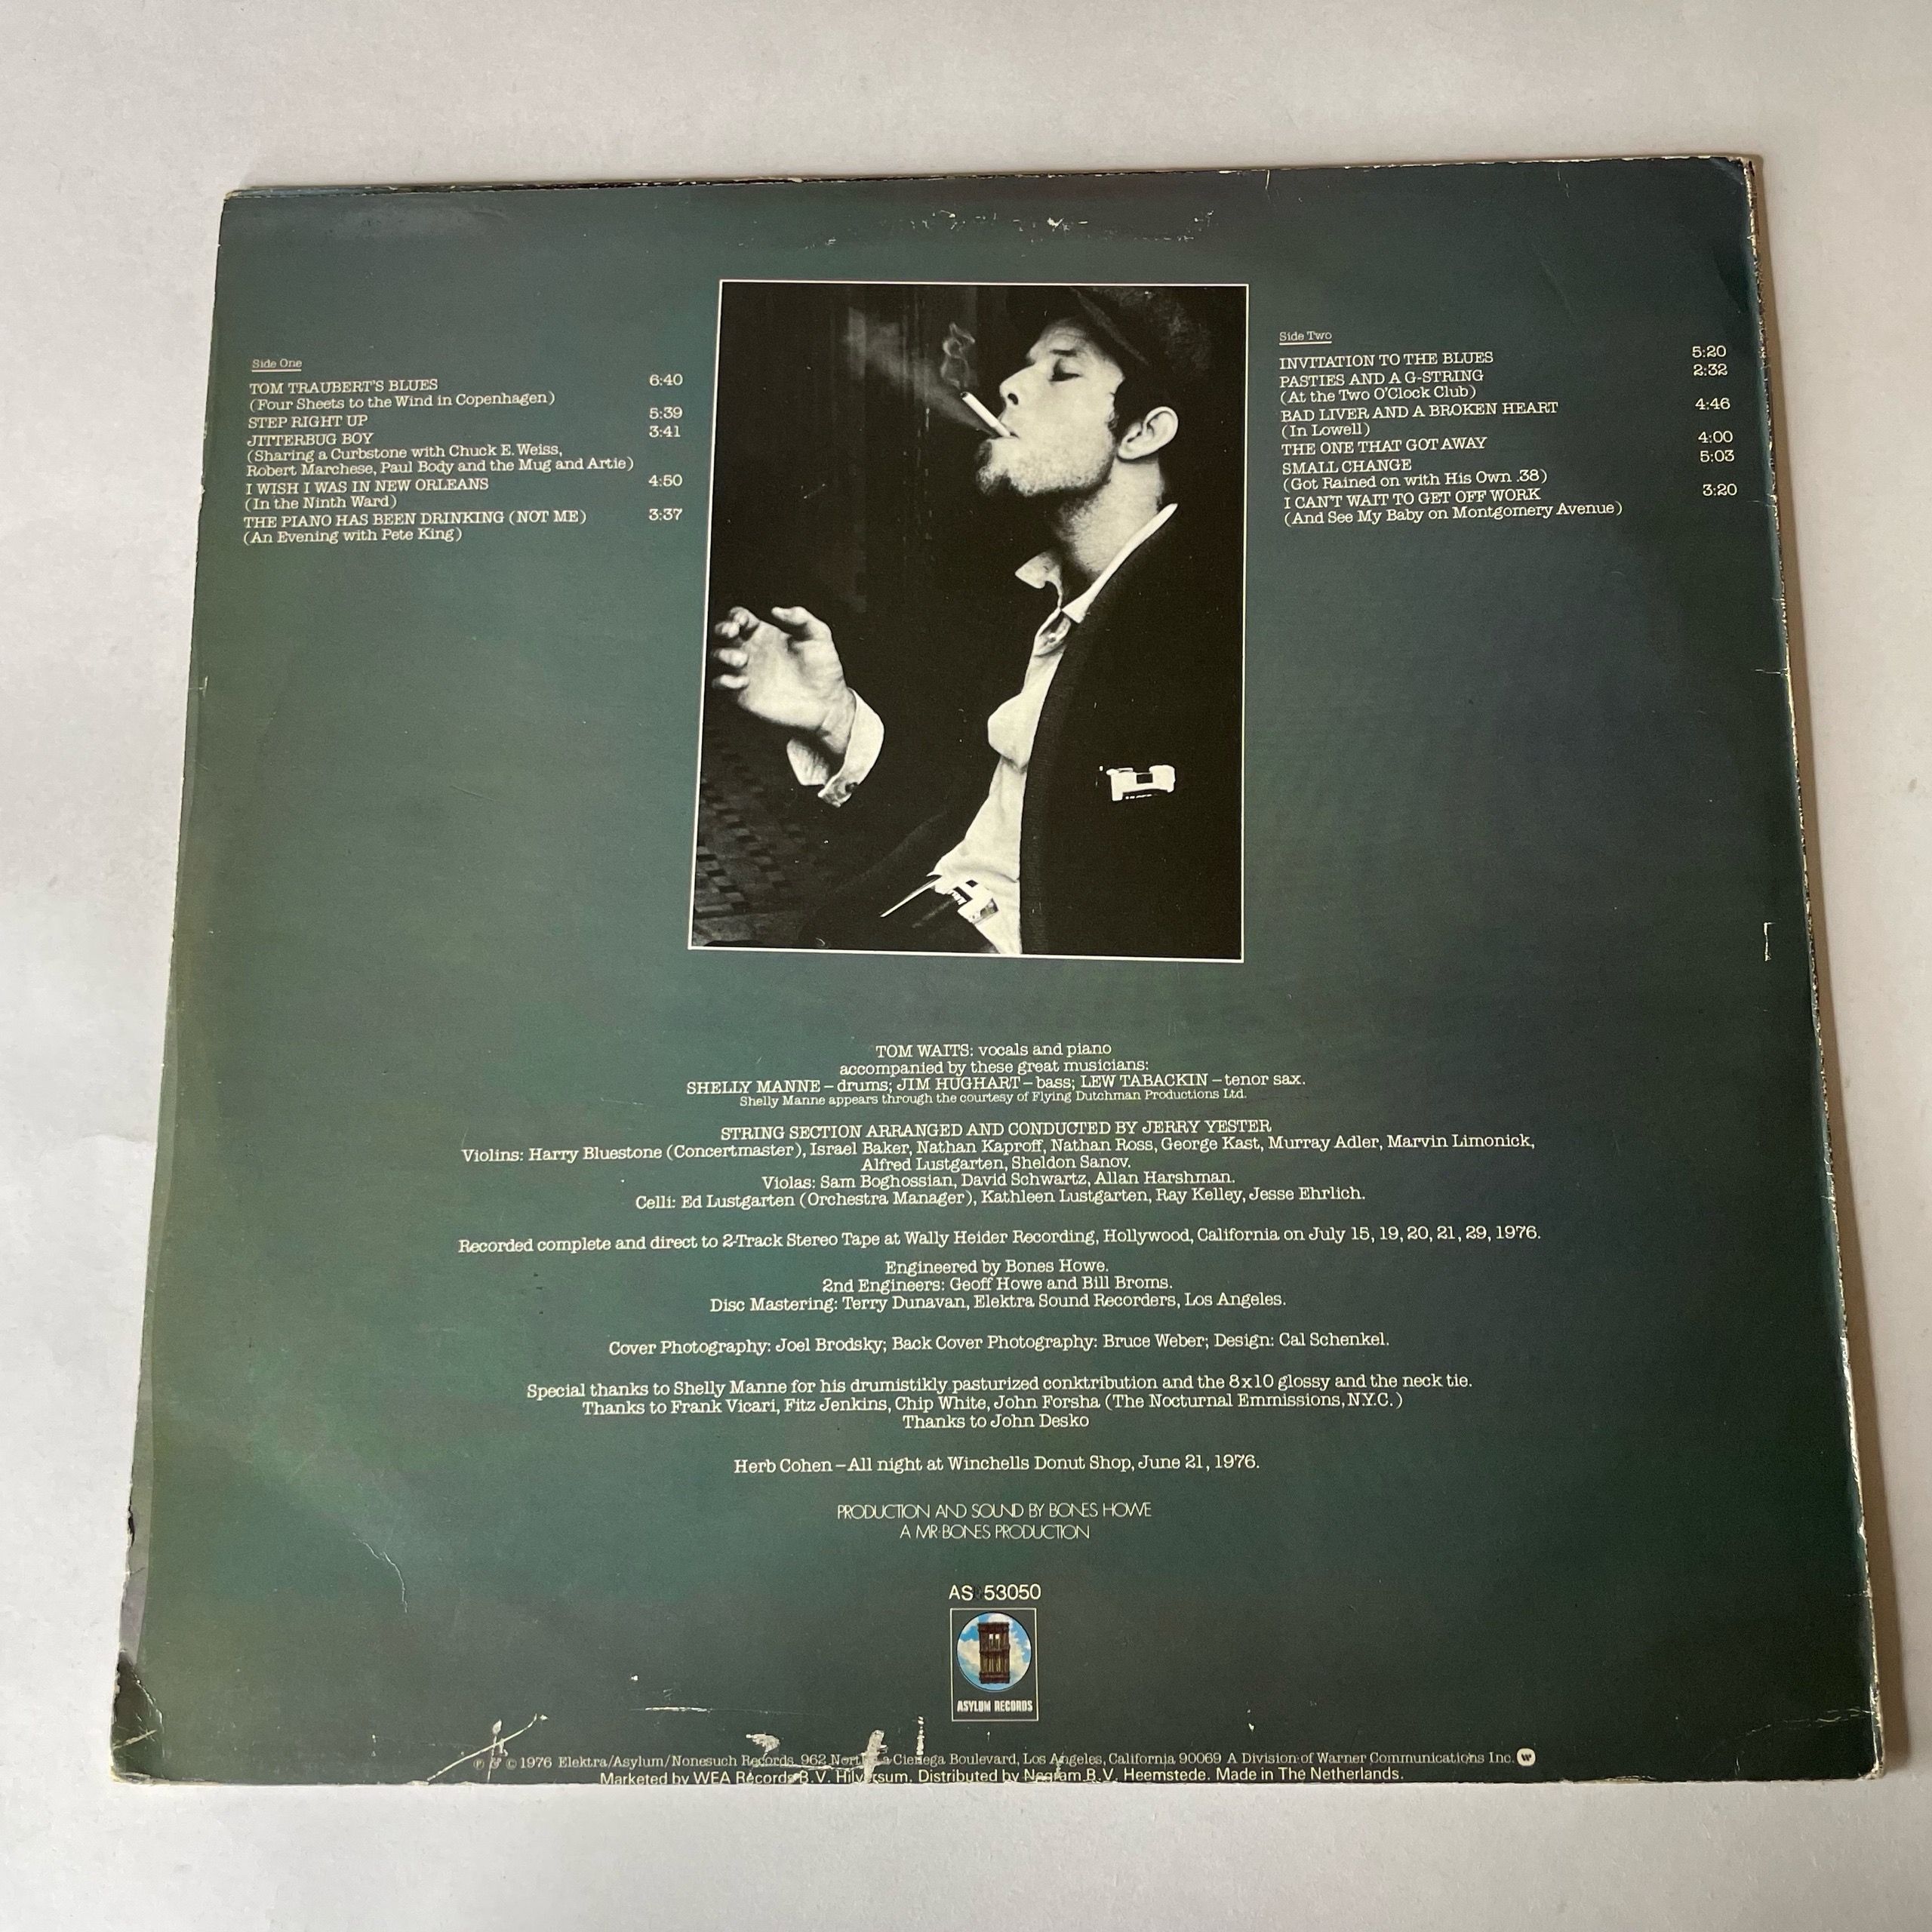 Side One
TOM TRAUBERT'S BLUES 6:40
(Four Sheets to the Wind in Copenhagen)
STEP RIGHT UP 5:39
JITTERBUG BOY 3:41
(Sharing a Curbstone with Chuck E. Weiss,
Robert Marchese, Paul Body and the Mug and Artie)
I WISH I WAS IN NEW ORLEANS 4:50
(In the Ninth Ward)
THE PIANO HAS BEEN DRINKING (NOT ME) 3:37
(An Evening with Pete King)
Side Two
INVITATION TO THE BLUES 5:20
PASTIES AND A G-STRING 2:32
(At the Two O'Clock Club)
BAD LIVER AND A BROKEN HEART 4:46
(In Lowell)
THE ONE THAT GOT AWAY 4:00
SMALL CHANGE 5:03
(Got Rained on with His Own .38)
I CAN'T WAIT TO GET OFF WORK 3:20
(And See My Baby on Montgomery Avenue)
TOM WAITS: vocals and piano
accompanied by these great musicians:
SHELLY MANNE – drums; JIM HUGHART – bass; LEW TABACKIN – tenor sax.
Shelly Manne appears through the courtesy of Flying Dutchman Productions Ltd.
STRING SECTION ARRANGED AND CONDUCTED BY JERRY YESTER
Violins: Harry Bluestone (Concertmaster), Israel Baker, Nathan Kaproff, Nathan Ross, George Kast, Murray Adler, Marvin Limonick,
Alfred Lustgarten, Sheldon Sanov.
Violas: Sam Boghossian, David Schwartz, Allan Harshman.
Celli: Ed Lustgarten (Orchestra Manager), Kathleen Lustgarten, Ray Kelley, Jesse Ehrlich.
Recorded complete and direct to 2-Track Stereo Tape at Wally Heider Recording, Hollywood, California on July 15, 19, 20, 21, 29, 1976.
Engineered by Bones Howe.
2nd Engineers: Geoff Howe and Bill Broms.
Disc Mastering: Terry Dunavan, Elektra Sound Recorders, Los Angeles.
Cover Photography: Joel Brodsky; Back Cover Photography: Bruce Weber; Design: Cal Schenkel.
Special thanks to Shelly Manne for his drumistikly pasturized conktribution and the 8x10 glossy and the neck tie.
Thanks to Frank Vicari, Fitz Jenkins, Chip White, John Forsha (The Nocturnal Emmissions, N.Y.C.)
Thanks to John Desko
Herb Cohen – All night at Winchells Donut Shop, June 21, 1976.
PRODUCTION AND SOUND BY BONES HOWE
A MR. BONES PRODUCTION
AS 53050
ASYLUM RECORDS
℗ & © 1976 Elektra/Asylum/Nonesuch Records, 962 Cienega Boulevard, Los Angeles, California 90069 A Division of Warner Communications Inc.
Marketed by WEA Records B.V. Hilversum. Distributed by Negram B.V. Heemstede. Made in The Netherlands.